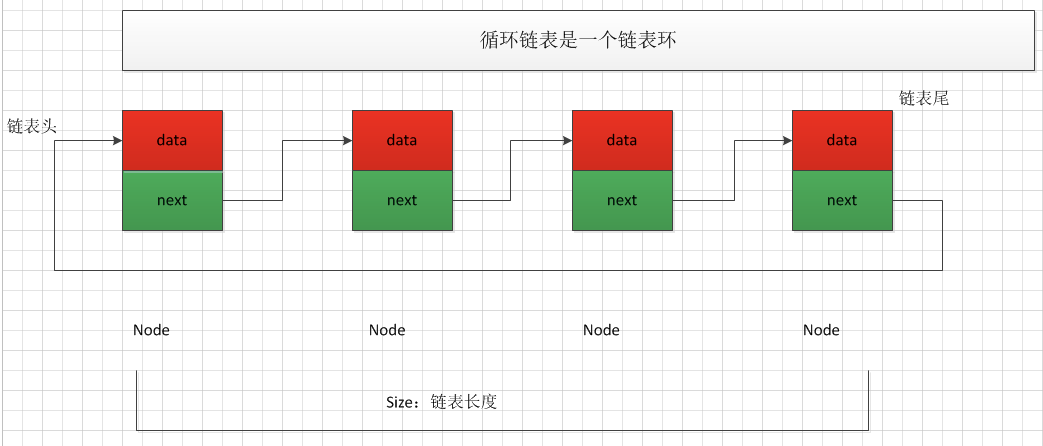 循环链表是一个链表环
链表尾
链表头
data data data data
next next next next
Node Node Node Node
Size：链表长度